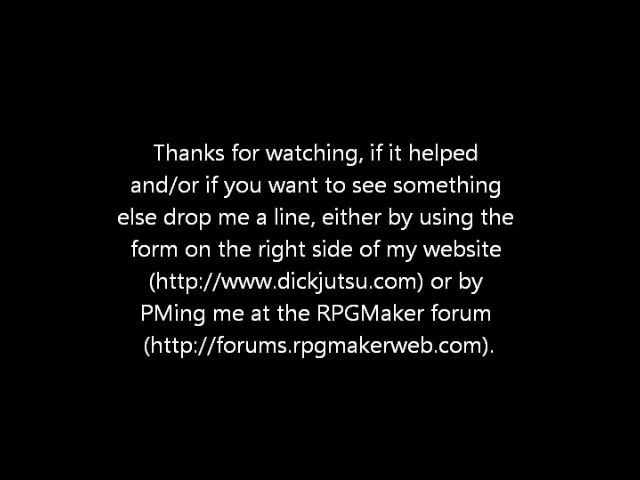 Thanks for watching, if it helped
and/or if you want to see something
else drop me a line, either by using the
form on the right side of my website
(http://www.dickjutsu.com) or by
PMing me at the RPGMaker forum
(http://forums.rpgmakerweb.com).